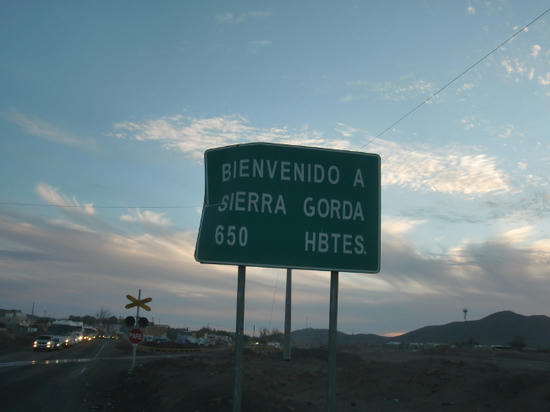 BIENVENIDO A
SIERRA GORDA
650 HBTES.